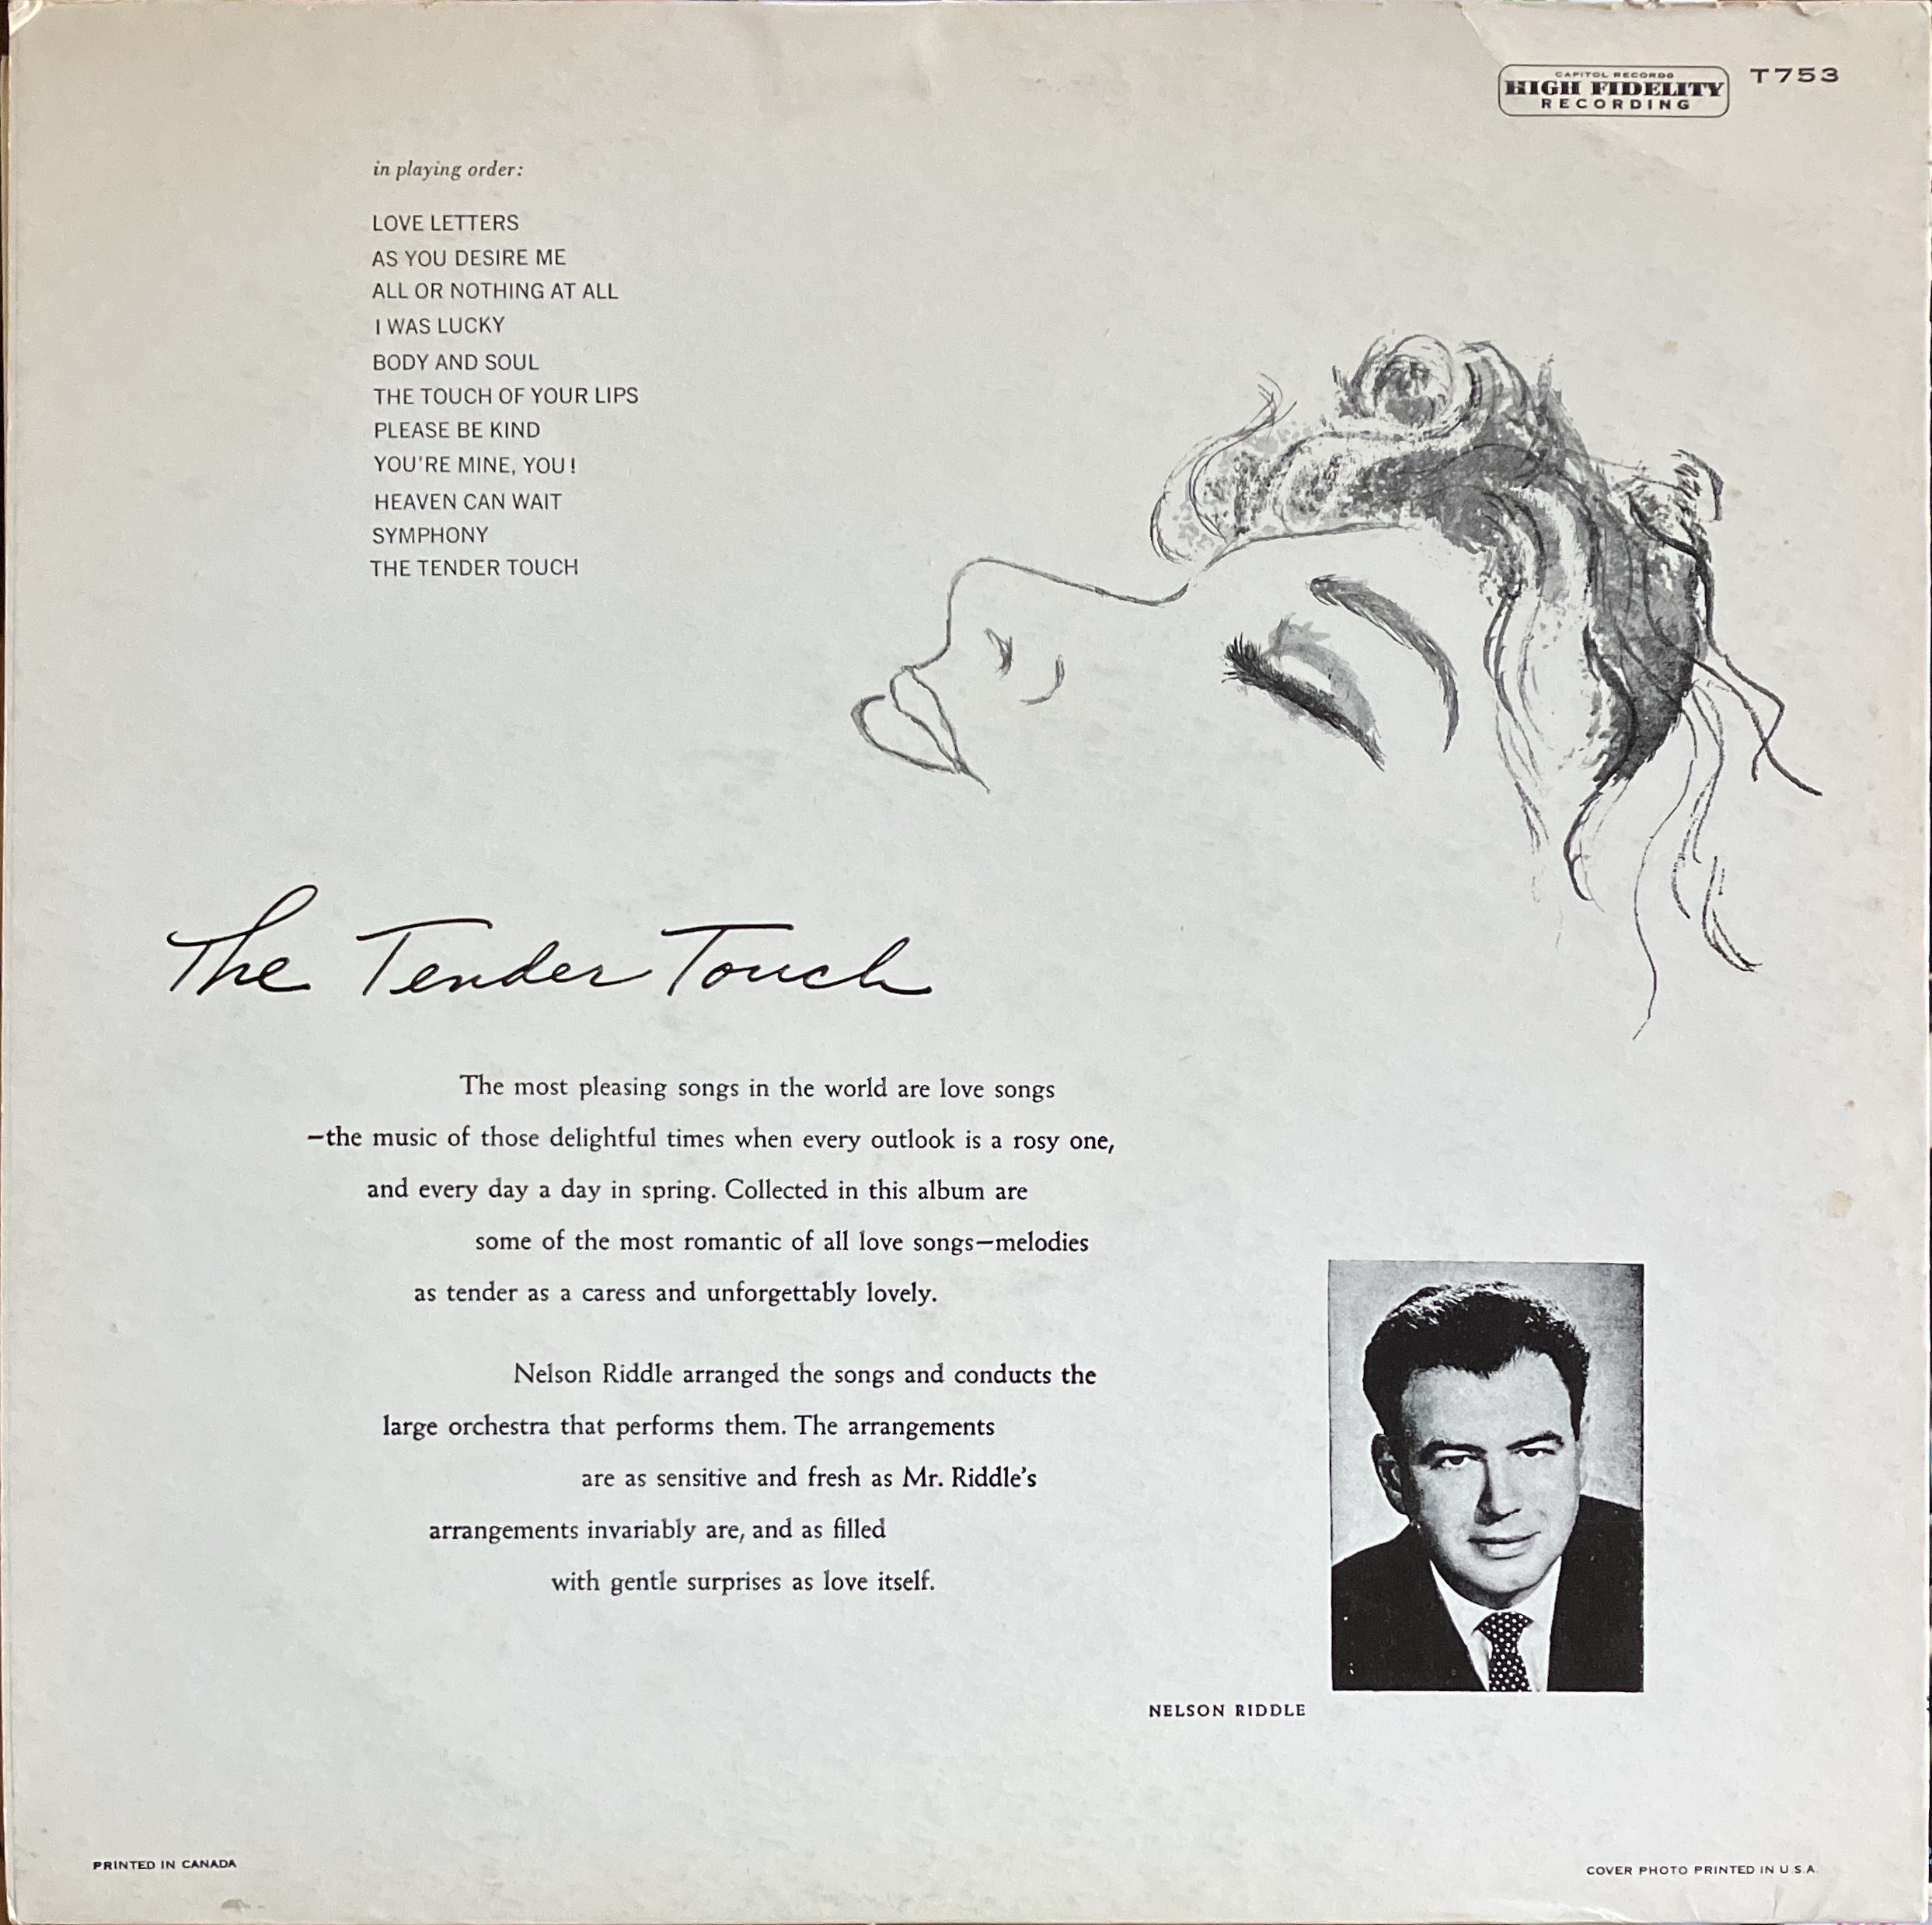 CAPITOL RECORDS
HIGH FIDELITY
RECORDING
T753
in playing order:
LOVE LETTERS
AS YOU DESIRE ME
ALL OR NOTHING AT ALL
I WAS LUCKY
BODY AND SOUL
THE TOUCH OF YOUR LIPS
PLEASE BE KIND
YOU'RE MINE, YOU!
HEAVEN CAN WAIT
SYMPHONY
THE TENDER TOUCH
The Tender Touch
The most pleasing songs in the world are love songs
—the music of those delightful times when every outlook is a rosy one,
and every day a day in spring. Collected in this album are
some of the most romantic of all love songs—melodies
as tender as a caress and unforgettably lovely.
Nelson Riddle arranged the songs and conducts the
large orchestra that performs them. The arrangements
are as sensitive and fresh as Mr. Riddle's
arrangements invariably are, and as filled
with gentle surprises as love itself.
NELSON RIDDLE
PRINTED IN CANADA
COVER PHOTO PRINTED IN U.S.A.